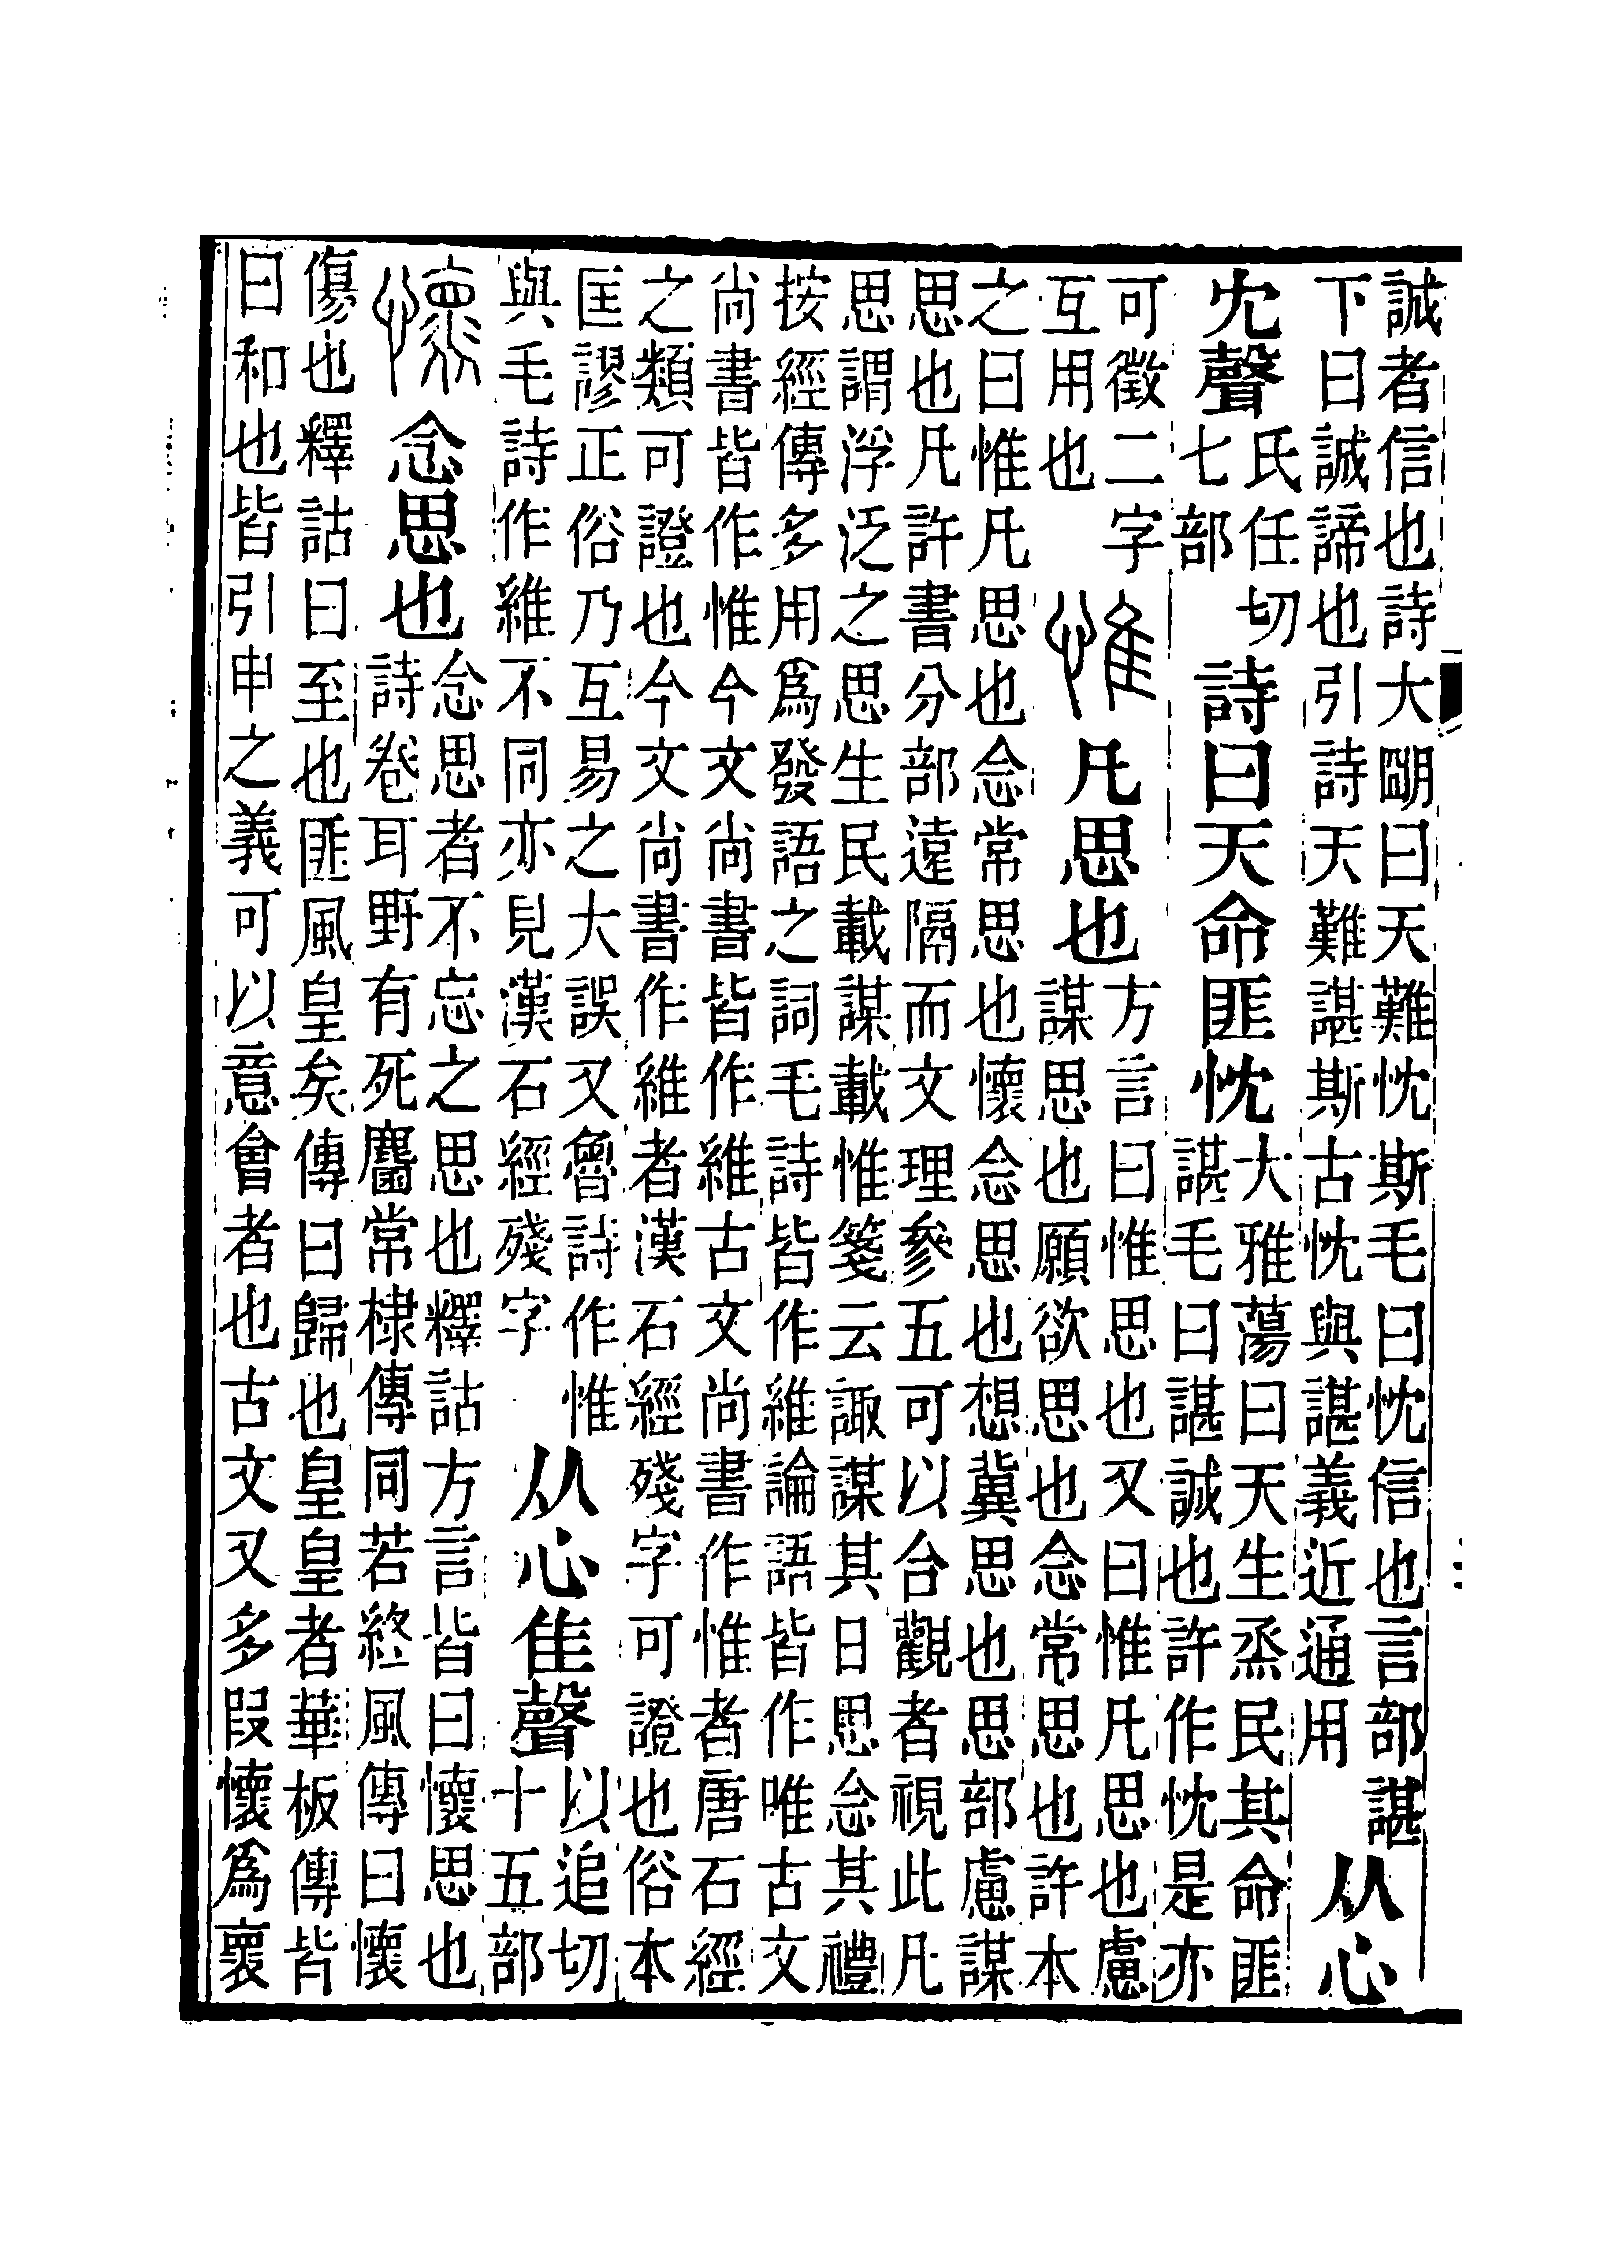 誠者信也詩大朙曰天難忱斯毛曰忱信也言部諶下曰誠諦也引詩天難諶斯古忱與諶義近通用从心
冘聲氏任切七部詩曰天命匪忱大雅蕩曰天生烝民其命匪諶毛曰諶誠也許作忱是亦
可徵二字互用也惟凡思也方言曰惟思也又曰惟凡思也慮謀思也願欲思也念常思也許本
之曰惟凡思也念常思也懷念思也想冀思也思部慮謀思也凡許書分部遠隔而文理參五可以合觀者視此凡
思謂浮泛之思生民載謀載惟箋云諏謀其日思念其禮按經傳多用爲發語之詞毛詩皆作維論語皆作唯古文
尚書皆作惟今文尚書皆作維古文尚書作惟者唐石經之類可證也今文尚書作維者漢石經殘字可證也俗本
匡謬正俗乃互易之大誤又魯詩作惟與毛詩作維不同亦見漢石經殘字从心隹聲以追切十五部
懷念思也念思者不忘之思也釋詁方言皆曰懷思也詩卷耳野有死麕常棣傳同若終風傳曰懷
傷也釋詁曰至也匪風皇矣傳曰歸也皇皇者華板傳皆曰和也皆引申之義可以意會者也古文又多叚懷爲褱